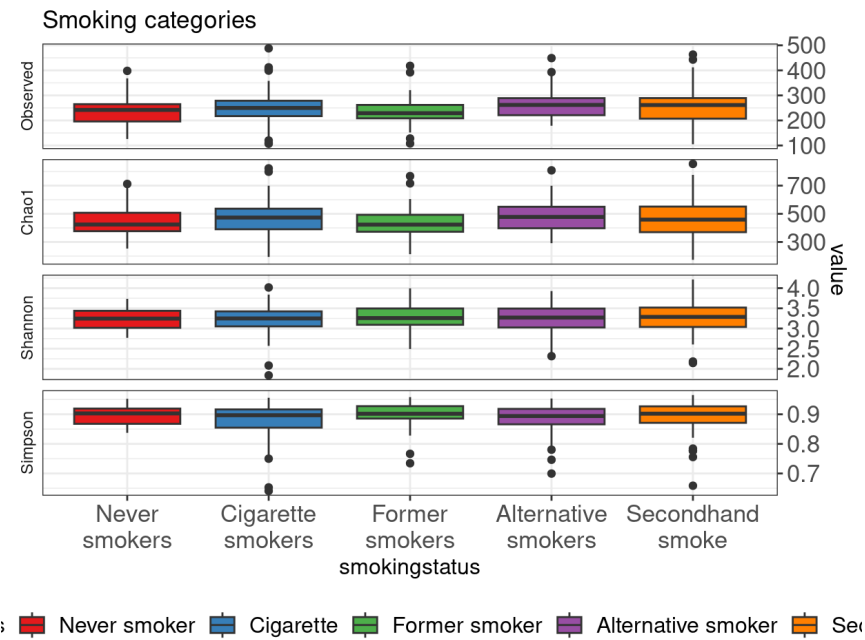 Smoking categories
Observed
500
400
300
200
100
Chao1
700
500
300
value
Shannon
4.0
3.5
3.0
2.5
2.0
Simpson
0.9
0.8
0.7
Never smokers
Cigarette smokers
Former smokers
Alternative smokers
Secondhand smoke
smokingstatus
s Never smoker Cigarette Former smoker Alternative smoker Se